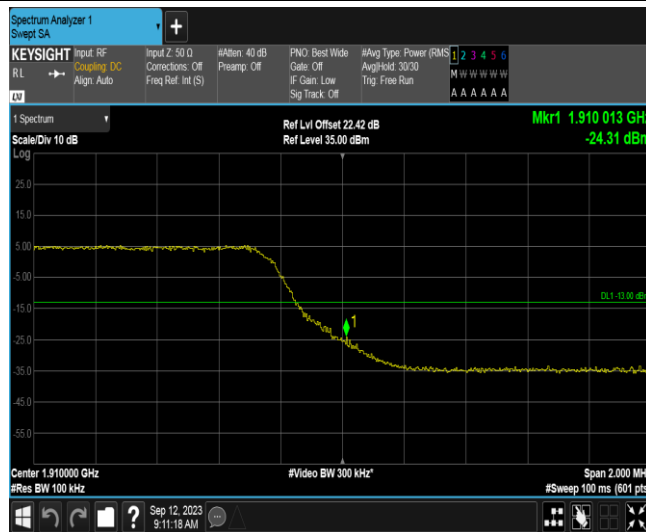 Spectrum Analyzer 1
Swept SA
+
KEYSIGHT
RL
LXI
Input: RF
Coupling: DC
Align: Auto
Input Z: 50 Ω
Corrections: Off
Freq Ref: Int (S)
#Atten: 40 dB
Preamp: Off
PNO: Best Wide
Gate: Off
IF Gain: Low
Sig Track: Off
#Avg Type: Power (RMS
Avg|Hold: 30/30
Trig: Free Run
1 2 3 4 5 6
M W W W W W
A A A A A A
1 Spectrum
Scale/Div 10 dB
Log
Ref Lvl Offset 22.42 dB
Ref Level 35.00 dBm
Mkr1 1.910 013 GHz
-24.31 dBm
25.0
15.0
5.00
-5.00
-15.0
-25.0
-35.0
-45.0
-55.0
DL1 -13.00 dBm
1
Center 1.910000 GHz
#Res BW 100 kHz
#Video BW 300 kHz*
Span 2.000 MH
#Sweep 100 ms (601 pts
?
Sep 12, 2023
9:11:18 AM